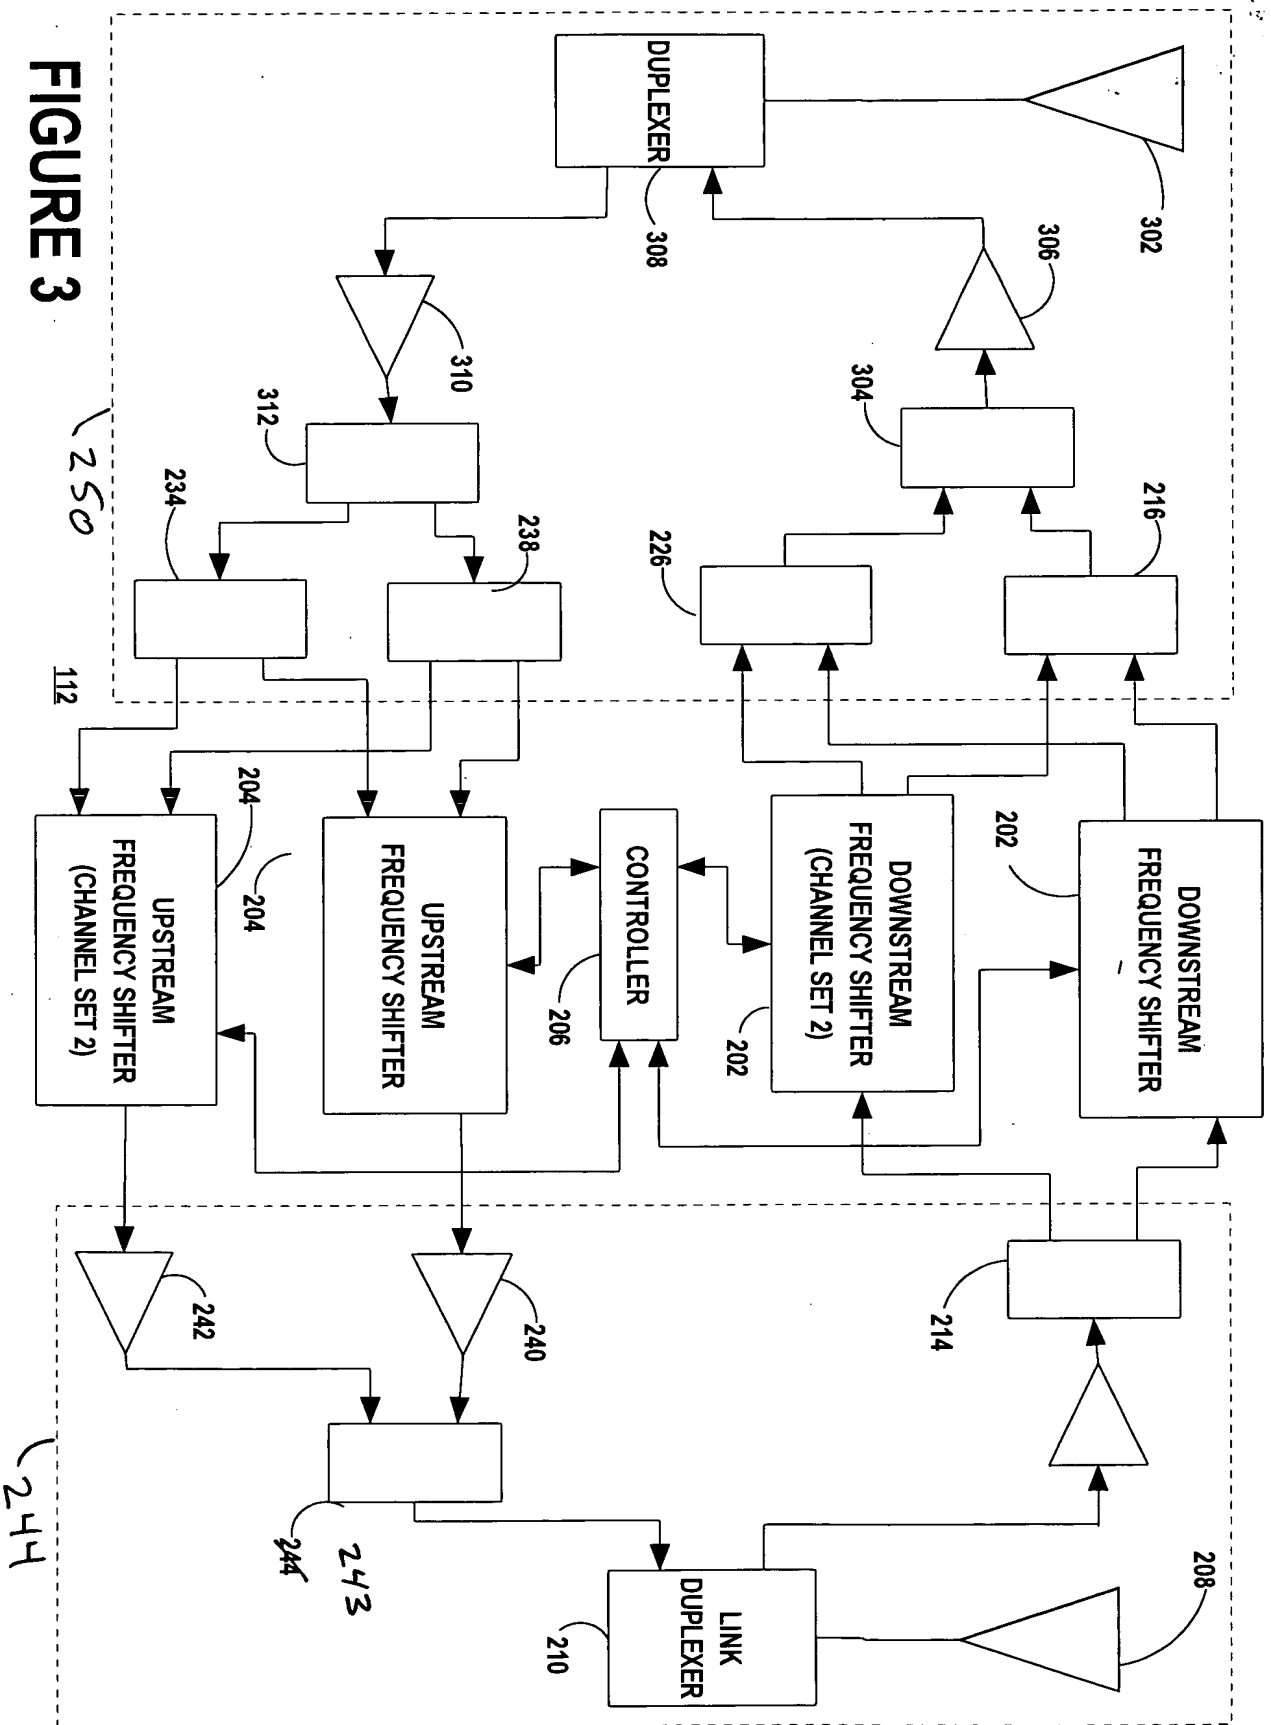 302
306
304
216
226
DUPLEXER
308
310
312
234
238
202
DOWNSTREAM
FREQUENCY SHIFTER
DOWNSTREAM
FREQUENCY SHIFTER
(CHANNEL SET 2)
202
CONTROLLER
206
UPSTREAM
FREQUENCY SHIFTER
204
204
UPSTREAM
FREQUENCY SHIFTER
(CHANNEL SET 2)
214
208
LINK
DUPLEXER
210
240
242
244
243
244
250
112
FIGURE 3